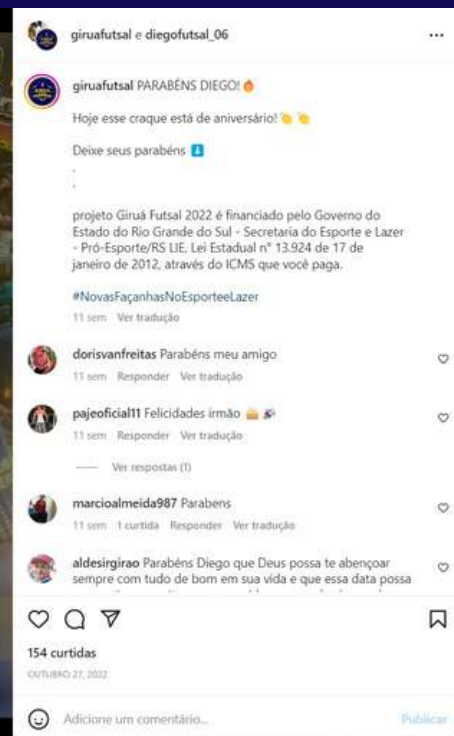 giruafutsal e diegofutsal_06
giruafutsal PARABÉNS DIEGO!🔥
Hoje esse craque está de aniversário!👏 👏
Deixe seus parabéns ⬇️
.
.
projeto Giruá Futsal 2022 é financiado pelo Governo do
Estado do Rio Grande do Sul - Secretaria do Esporte e Lazer
- Pró-Esporte/RS LIE, Lei Estadual n° 13.924 de 17 de
janeiro de 2012, através do ICMS que você paga.
#NovasFaçanhasNoEsporteeLazer
11 sem Ver tradução
dorisvanfreitas Parabéns meu amigo
11 sem Responder Ver tradução
pajeoficial11 Felicidades irmão 🎂 🎉
11 sem Responder Ver tradução
Ver respostas (1)
marcioalmeida987 Parabens
11 sem 1 curtida Responder Ver tradução
aldesirgirao Parabéns Diego que Deus possa te abençoar
sempre com tudo de bom em sua vida e que essa data possa
154 curtidas
OUTUBRO 27, 2022
Adicione um comentário...
Publicar